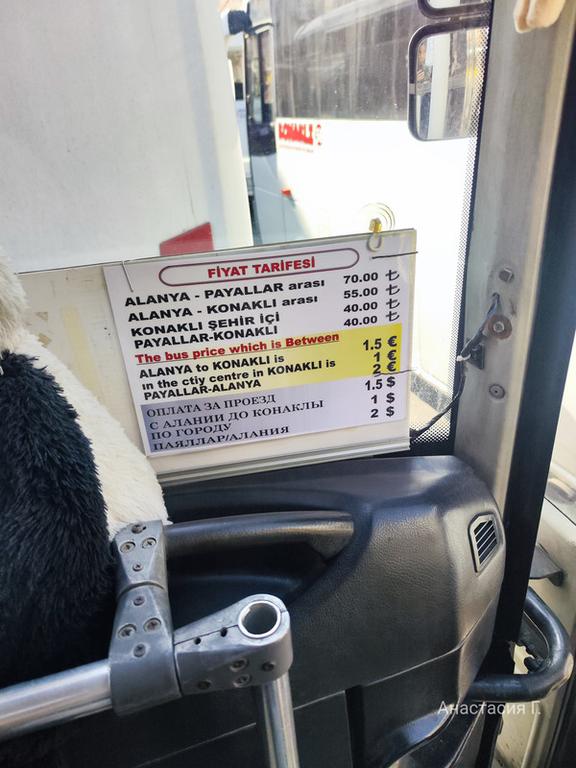 KONAKLI
FİYAT TARİFESİ
ALANYA - PAYALLAR arası 70.00 ₺
ALANYA - KONAKLI arası 55.00 ₺
KONAKLI ŞEHİR İÇİ 40.00 ₺
PAYALLAR-KONAKLI 40.00 ₺
The bus price which is Between
ALANYA to KONAKLI is 1.5 €
ın the ctiy centre in KONAKLI is 1 €
PAYALLAR-ALANYA 2 €
ОПЛАТА ЗА ПРОЕЗД
С АЛАНИИ ДО КОНАКЛЫ 1.5 $
ПО ГОРОДУ 1 $
ПАЯЛЛАР/АЛАНИЯ 2 $
Анастасия Г.